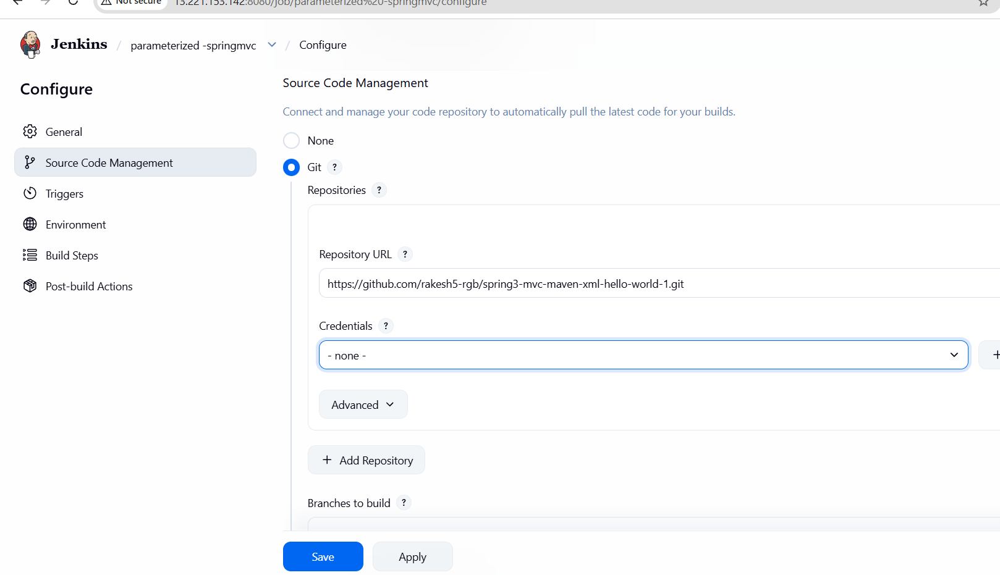 Not secure 13.221.153.142:8080/job/parameterized%20-springmvc/configure
Jenkins / parameterized -springmvc / Configure
Configure
General
Source Code Management
Triggers
Environment
Build Steps
Post-build Actions
Source Code Management
Connect and manage your code repository to automatically pull the latest code for your builds.
None
Git ?
Repositories ?
Repository URL ?
https://github.com/rakesh5-rgb/spring3-mvc-maven-xml-hello-world-1.git
Credentials ?
- none -
+
Advanced
+ Add Repository
Branches to build ?
Save
Apply